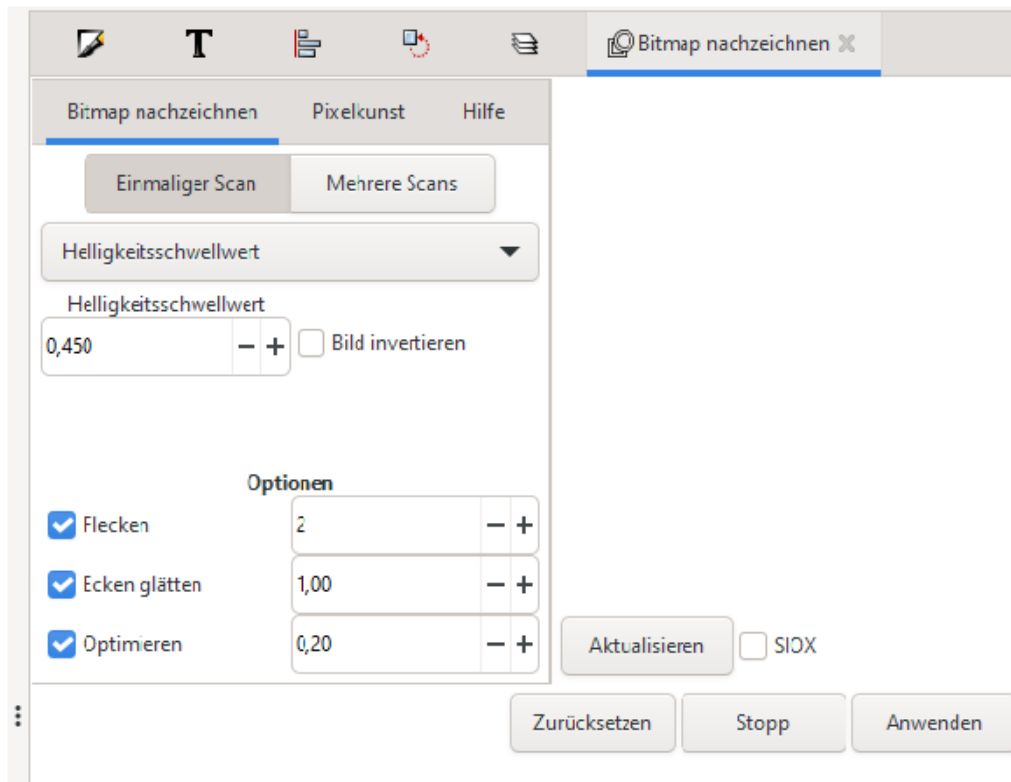 Bitmap nachzeichnen
Bitmap nachzeichnen Pixelkunst Hilfe
Einmaliger Scan Mehrere Scans
Helligkeitsschwellwert
Helligkeitsschwellwert
0,450 Bild invertieren
Optionen
Flecken 2
Ecken glätten 1,00
Optimieren 0,20
Aktualisieren SIOX
Zurücksetzen Stopp Anwenden